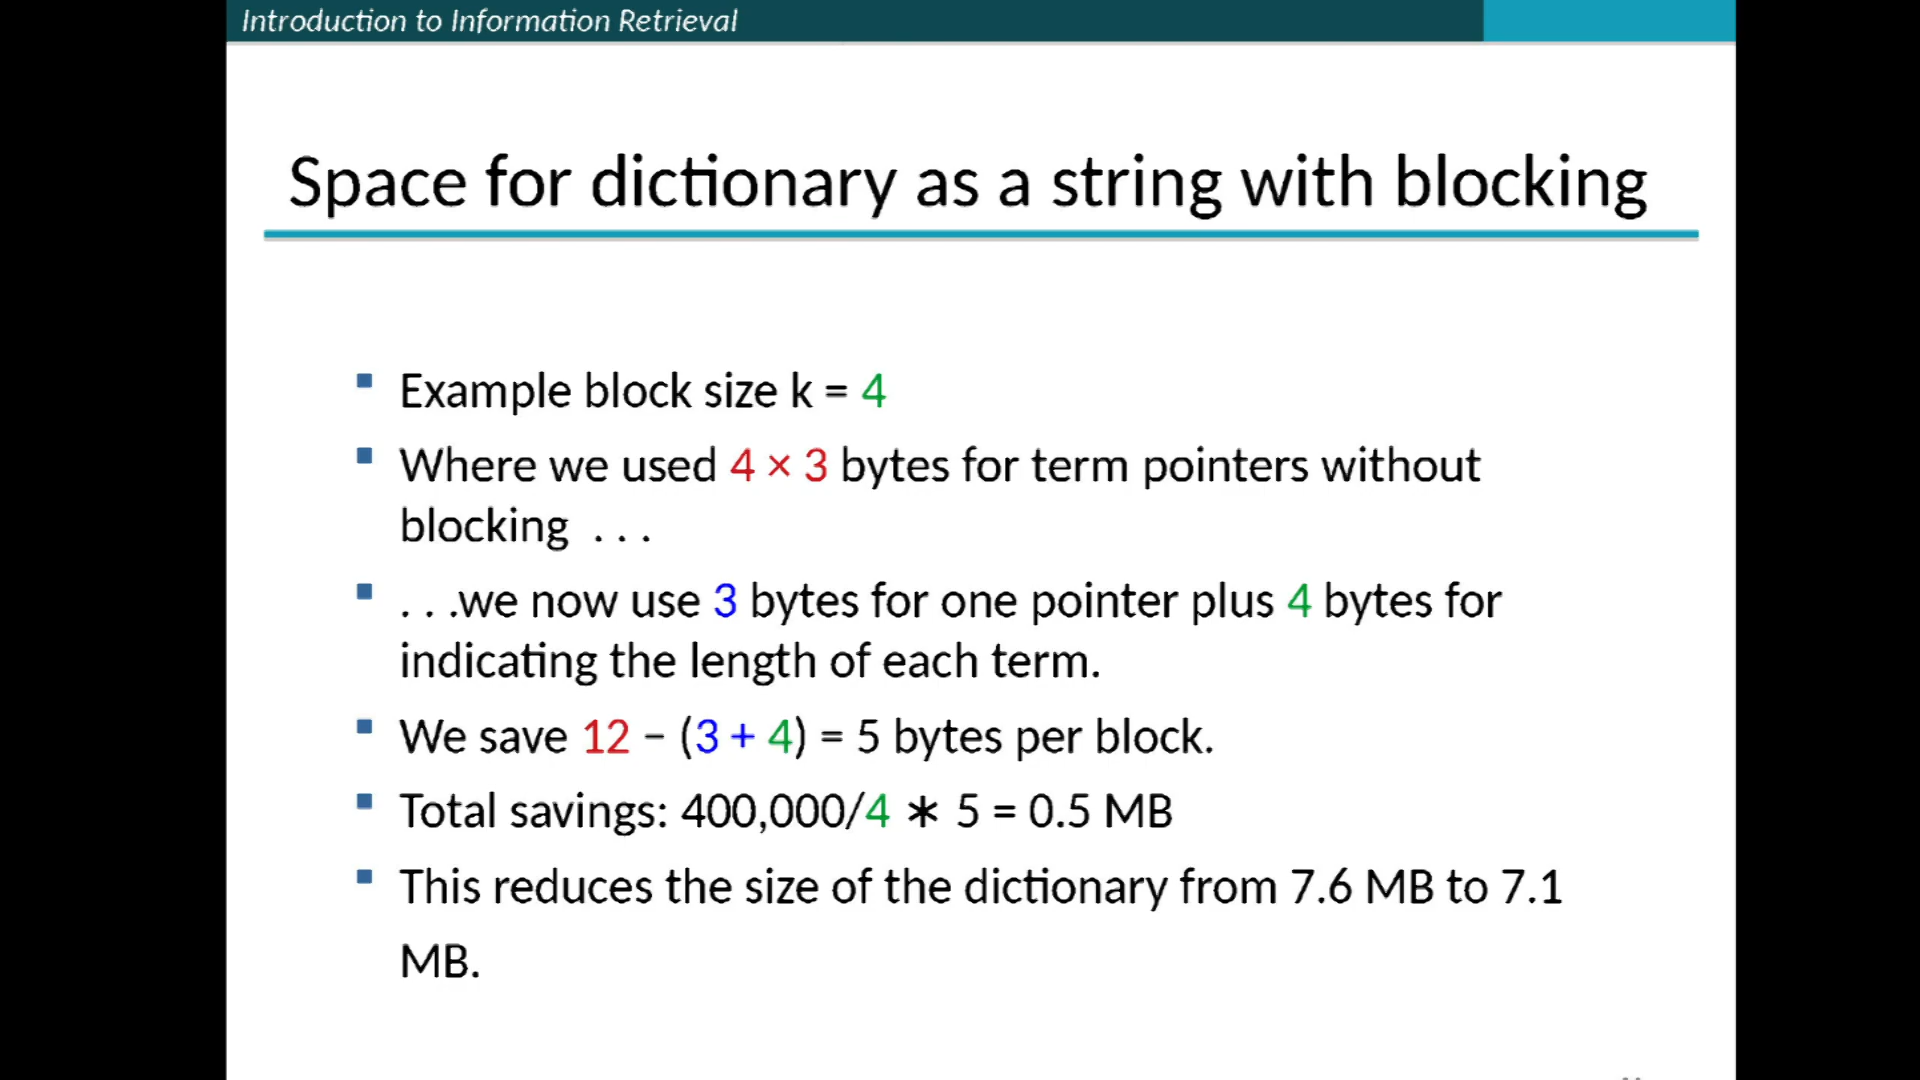 Introduction to Information Retrieval
Space for dictionary as a string with blocking
Example block size k = 4
Where we used 4 × 3 bytes for term pointers without
blocking . . .
. . .we now use 3 bytes for one pointer plus 4 bytes for
indicating the length of each term.
We save 12 − (3 + 4) = 5 bytes per block.
Total savings: 400,000/4 ∗ 5 = 0.5 MB
This reduces the size of the dictionary from 7.6 MB to 7.1
MB.